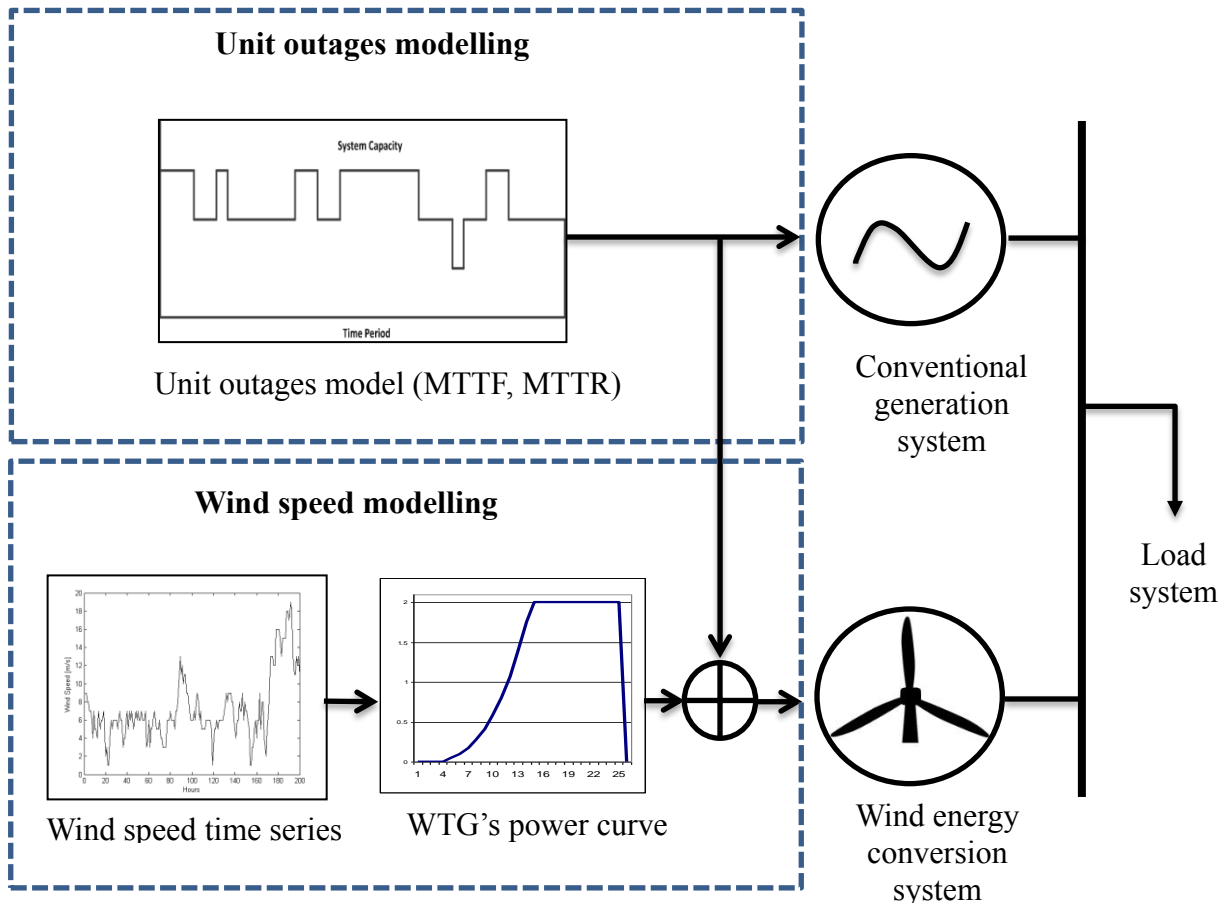 Unit outages modelling
System Capacity
Time Period
Unit outages model (MTTF, MTTR)
Conventional
generation
system
Load
system
Wind speed modelling
20
18
16
14
12
10
8
6
4
2
0
Wind Speed [m/s]
0 20 40 60 80 100 120 140 160 180 200
Hours
Wind speed time series
2
1.5
1
0.5
0
1 4 7 10 13 16 19 22 25
WTG's power curve
Wind energy
conversion
system